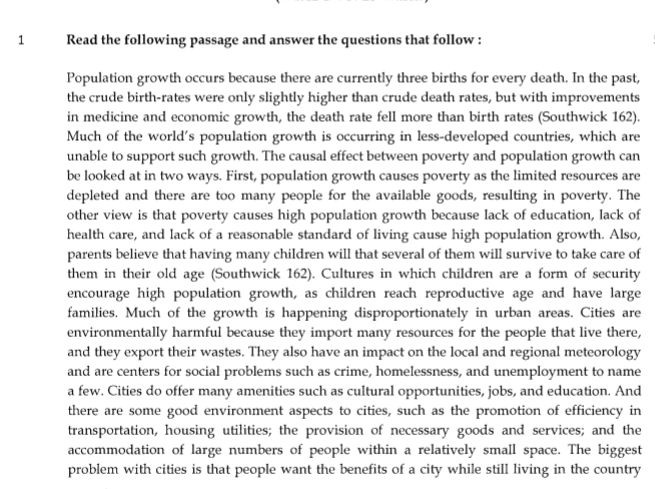 1 Read the following passage and answer the questions that follow :
Population growth occurs because there are currently three births for every death. In the past,
the crude birth-rates were only slightly higher than crude death rates, but with improvements
in medicine and economic growth, the death rate fell more than birth rates (Southwick 162).
Much of the world's population growth is occurring in less-developed countries, which are
unable to support such growth. The causal effect between poverty and population growth can
be looked at in two ways. First, population growth causes poverty as the limited resources are
depleted and there are too many people for the available goods, resulting in poverty. The
other view is that poverty causes high population growth because lack of education, lack of
health care, and lack of a reasonable standard of living cause high population growth. Also,
parents believe that having many children will that several of them will survive to take care of
them in their old age (Southwick 162). Cultures in which children are a form of security
encourage high population growth, as children reach reproductive age and have large
families. Much of the growth is happening disproportionately in urban areas. Cities are
environmentally harmful because they import many resources for the people that live there,
and they export their wastes. They also have an impact on the local and regional meteorology
and are centers for social problems such as crime, homelessness, and unemployment to name
a few. Cities do offer many amenities such as cultural opportunities, jobs, and education. And
there are some good environment aspects to cities, such as the promotion of efficiency in
transportation, housing utilities; the provision of necessary goods and services; and the
accommodation of large numbers of people within a relatively small space. The biggest
problem with cities is that people want the benefits of a city while still living in the country